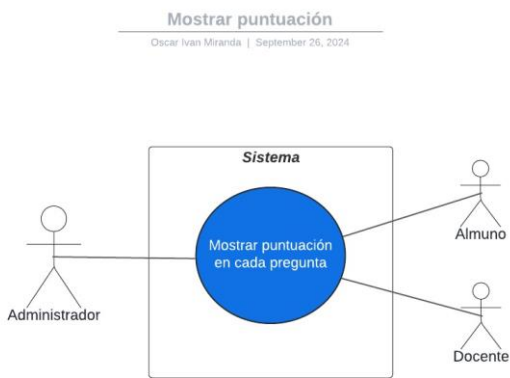 Mostrar puntuación
Oscar Ivan Miranda | September 26, 2024
Sistema
Mostrar puntuación
en cada pregunta
Almuno
Administrador
Docente